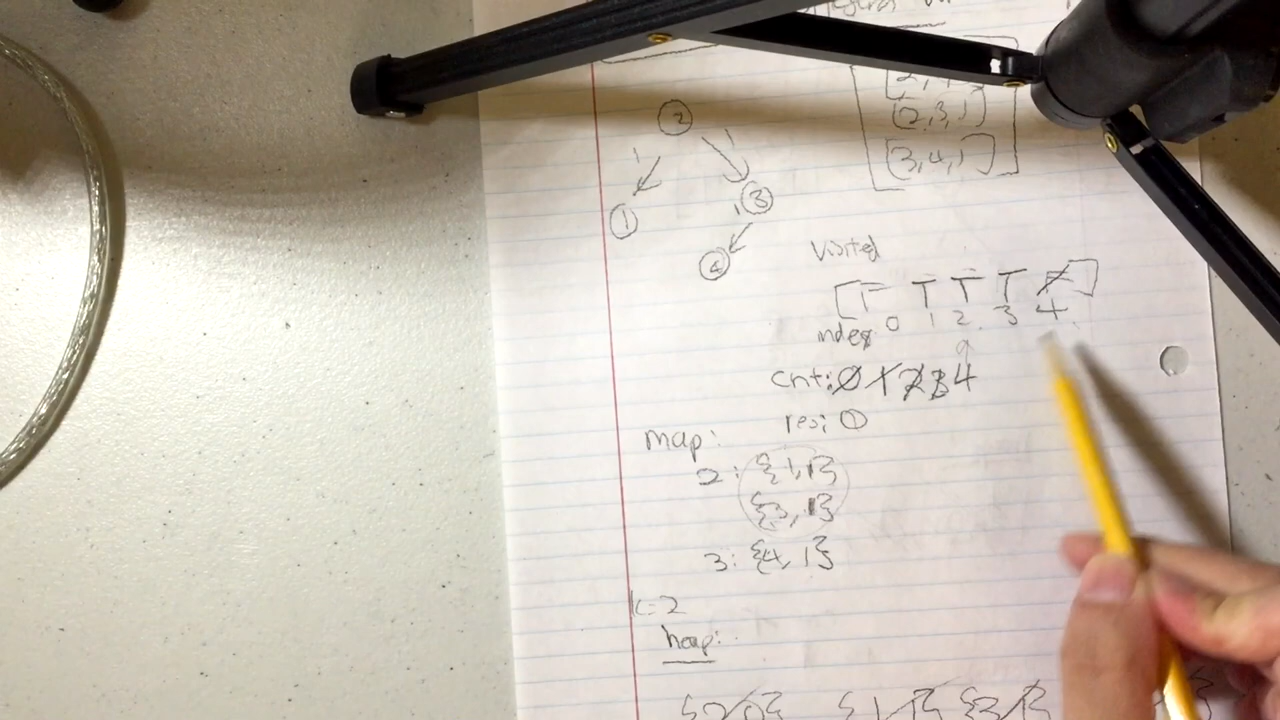 [2,1
[2,3,1]
[3,4,1]
2
1 1
1 3
1
4
Visited
[F T T T F]
index 0 1 2 3 4
cnt: 0 1 2 3 4
res: 1
map:
2: {1,1}
{3,1}
3: {4,1}
k=2
heap:
{2,0} {1,1} {3,1}